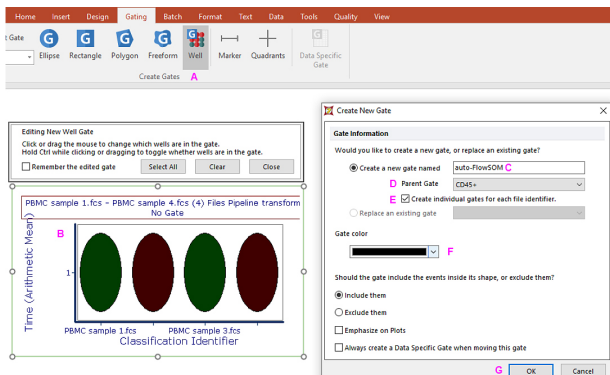 Home Insert Design Gating Batch Format Text Data Tools Quality View
t Gate
Ellipse Rectangle Polygon Freeform Well Marker Quadrants Data Specific
Gate
Create Gates
A
Editing New Well Gate
Click or drag the mouse to change which wells are in the gate.
Hold Ctrl while clicking or dragging to toggle whether wells are in the gate.
Remember the edited gate Select All Clear Close
PBMC sample 1.fcs - PBMC sample 4.fcs (4) Files Pipeline transform
No Gate
B
Time (Arithmetic Mean)
1
PBMC sample 1.fcs PBMC sample 3.fcs
Classification Identifier
Create New Gate
Gate Information
Would you like to create a new gate, or replace an existing gate?
Create a new gate named auto-FlowSOM C
D Parent Gate CD45+
E Create individual gates for each file identifier.
Replace an existing gate
Gate color
F
Should the gate include the events inside its shape, or exclude them?
Include them
Exclude them
Emphasize on Plots
Always create a Data Specific Gate when moving this gate
G OK Cancel